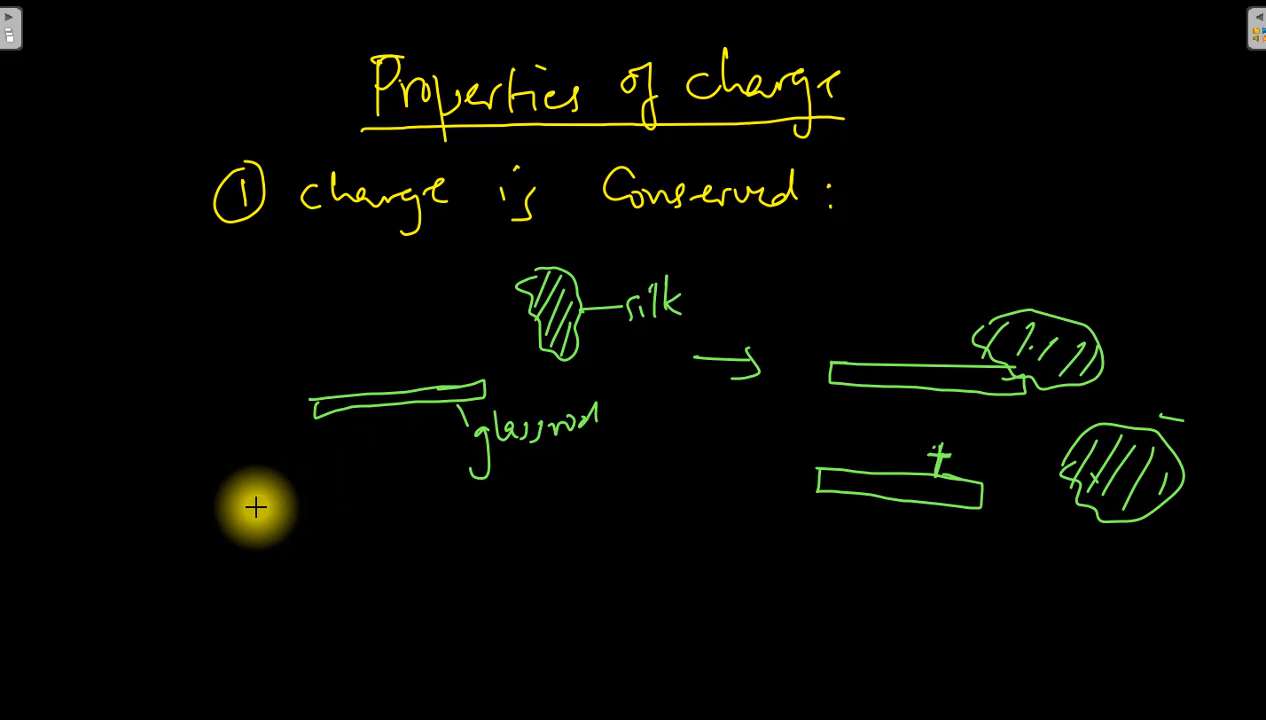 Properties of charge
① charge is Conserved :
silk
glassrod
+
-